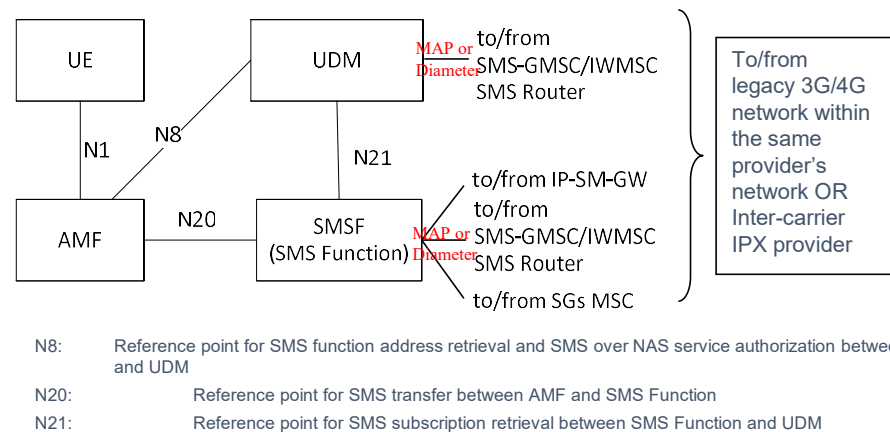 UE
UDM
MAP or
Diameter
to/from
SMS-GMSC/IWMSC
SMS Router
To/from
legacy 3G/4G
network within
the same
provider's
network OR
Inter-carrier
IPX provider
N1
N8
N21
AMF
N20
SMSF
(SMS Function)
MAP or
Diameter
to/from IP-SM-GW
to/from
SMS-GMSC/IWMSC
SMS Router
to/from SGs MSC
N8: Reference point for SMS function address retrieval and SMS over NAS service authorization betwee
and UDM
N20: Reference point for SMS transfer between AMF and SMS Function
N21: Reference point for SMS subscription retrieval between SMS Function and UDM